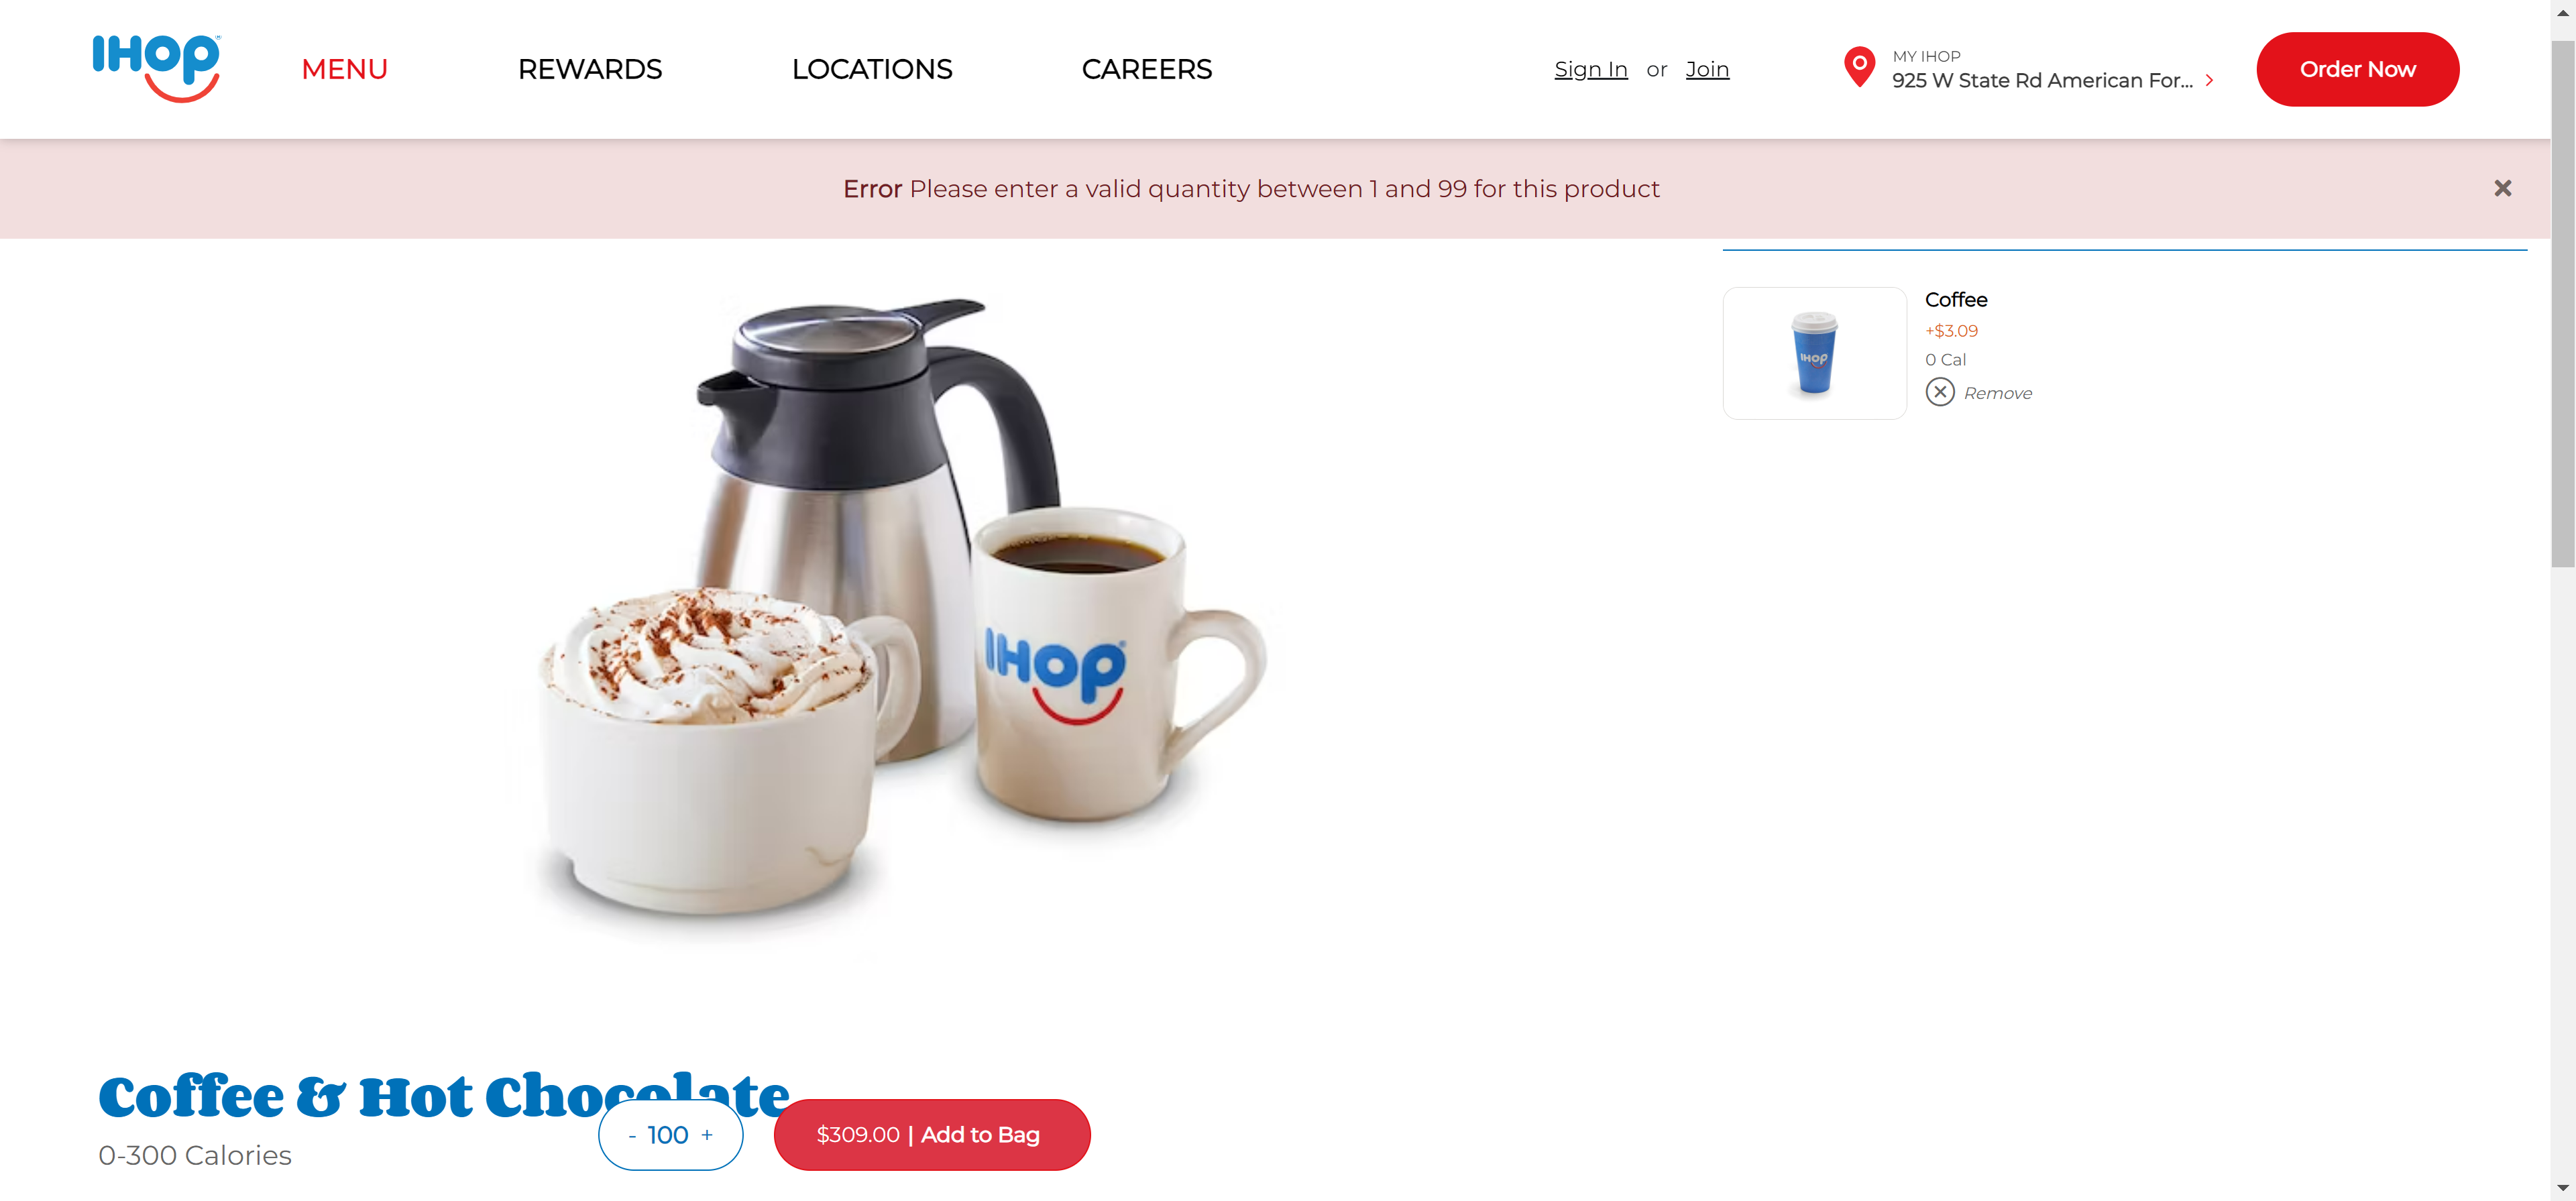 IHOP
MENU
REWARDS
LOCATIONS
CAREERS
Sign In or Join
MY IHOP
925 W State Rd American For...
Order Now
Error Please enter a valid quantity between 1 and 99 for this product
IHOP
Coffee
+$3.09
0 Cal
Remove
IHOP
Coffee & Hot Chocolate
0-300 Calories
- 100 +
$309.00 | Add to Bag